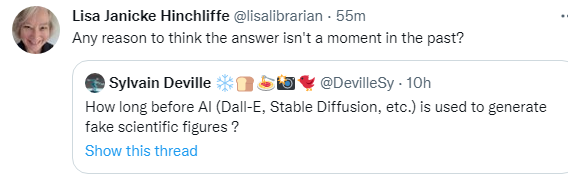 Lisa Janicke Hinchliffe @lisalibrarian · 55m
Any reason to think the answer isn't a moment in the past?
Sylvain Deville ❄️🍞🍝📸🐦 @DevilleSy · 10h
How long before AI (Dall-E, Stable Diffusion, etc.) is used to generate
fake scientific figures ?
Show this thread